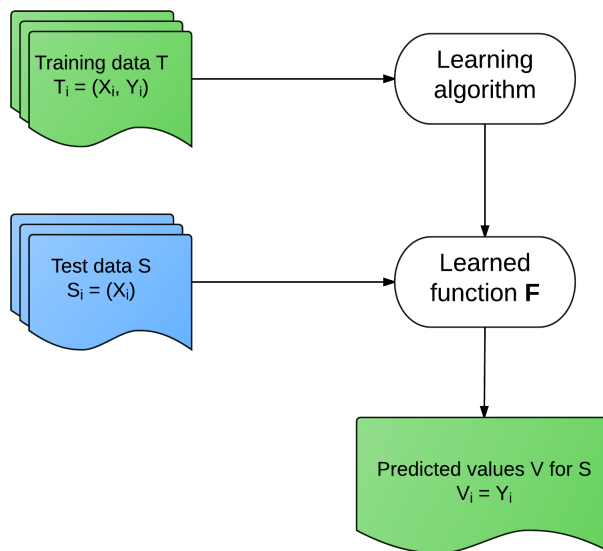 Training data T
Tᵢ = (Xᵢ, Yᵢ)
Learning
algorithm
Test data S
Sᵢ = (Xᵢ)
Learned
function F
Predicted values V for S
Vᵢ = Yᵢ